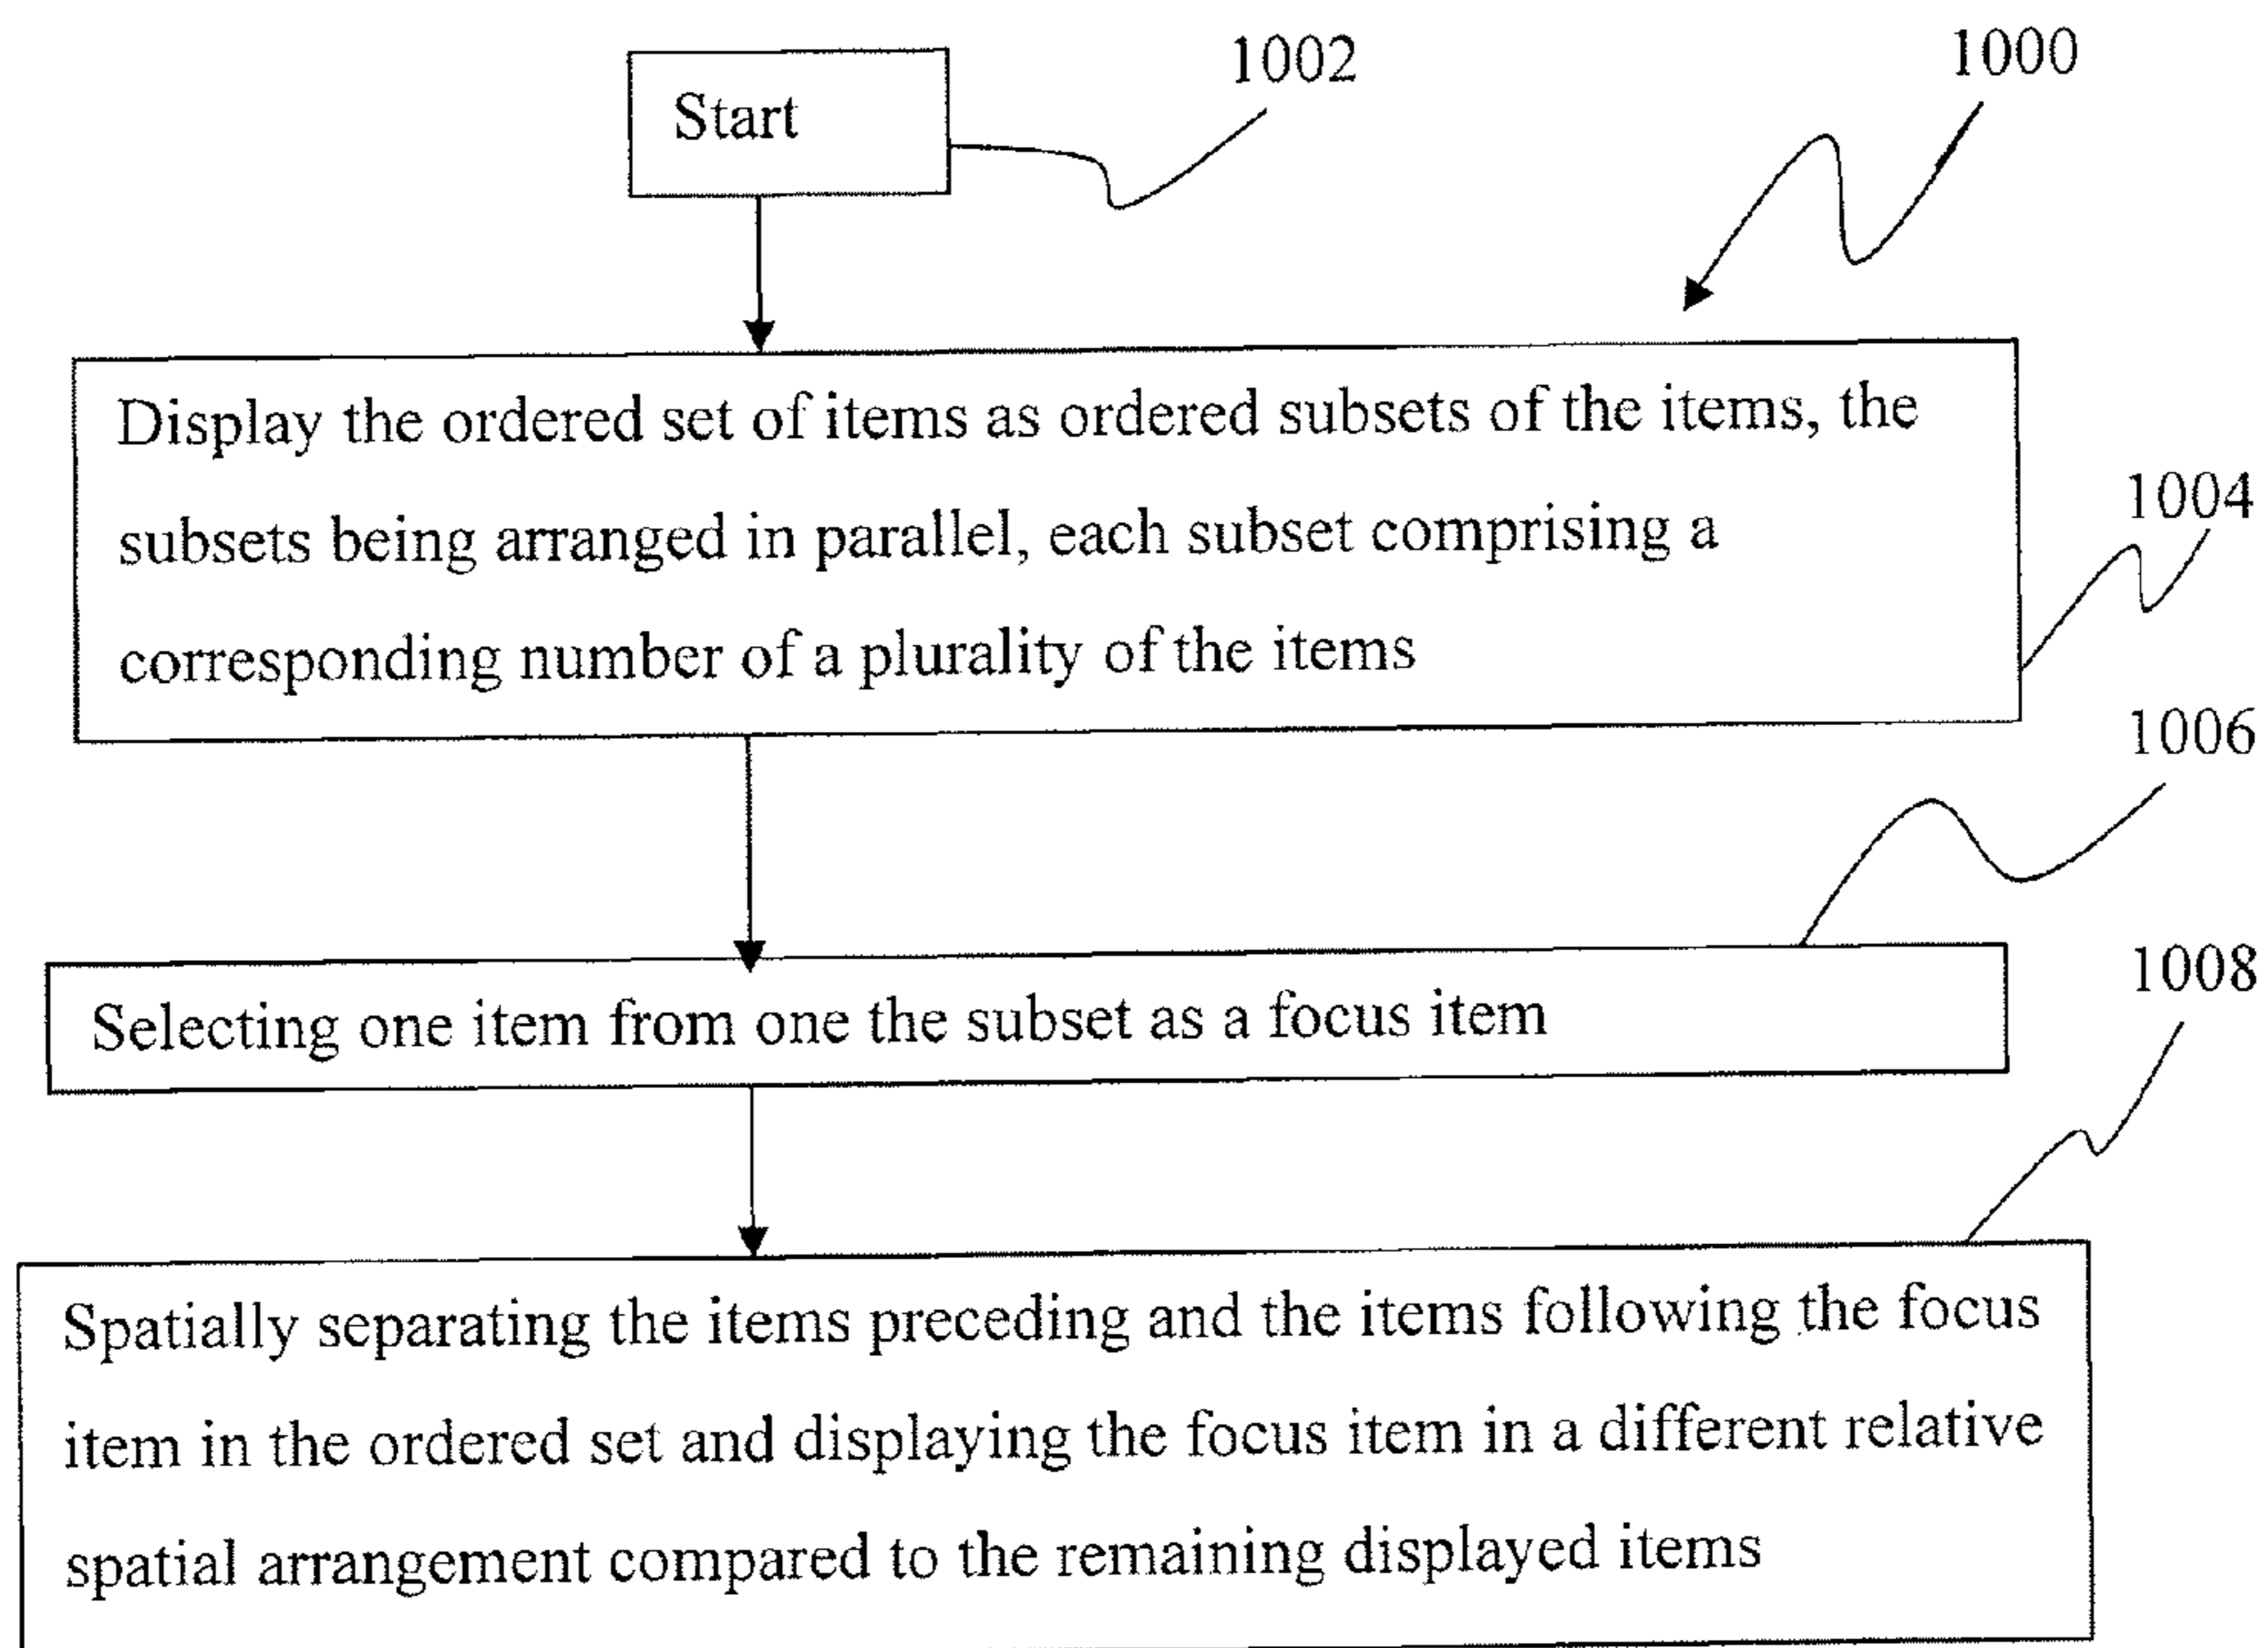 1002
1000
Start
Display the ordered set of items as ordered subsets of the items, the
subsets being arranged in parallel, each subset comprising a
1004
corresponding number of a plurality of the items
1006
Selecting one item from one the subset as a focus item
1008
Spatially separating the items preceding and the items following the focus
item in the ordered set and displaying the focus item in a different relative
spatial arrangement compared to the remaining displayed items